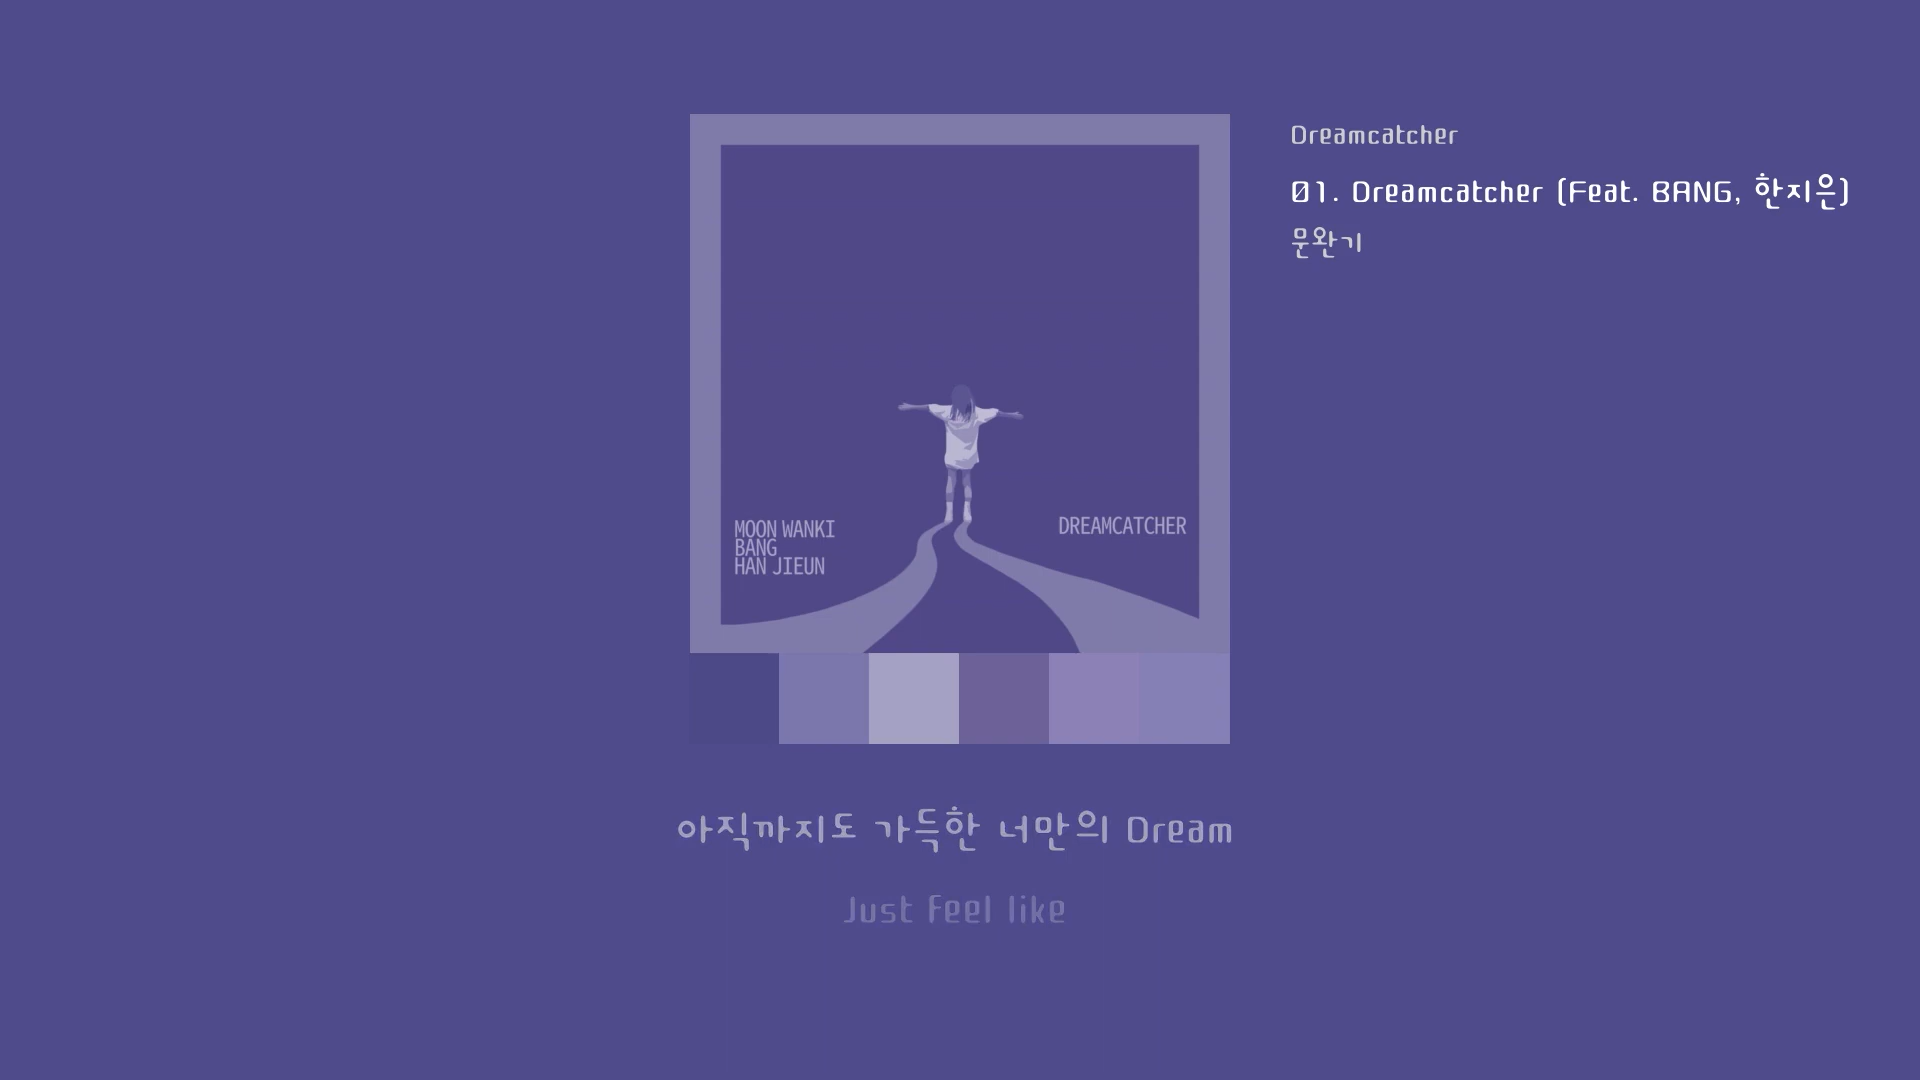 Dreamcatcher
01. Dreamcatcher (Feat. BANG, 한지은)
문완기
MOON WANKI
BANG
HAN JIEUN
DREAMCATCHER
아직까지도 가득한 너만의 Dream
Just Feel like